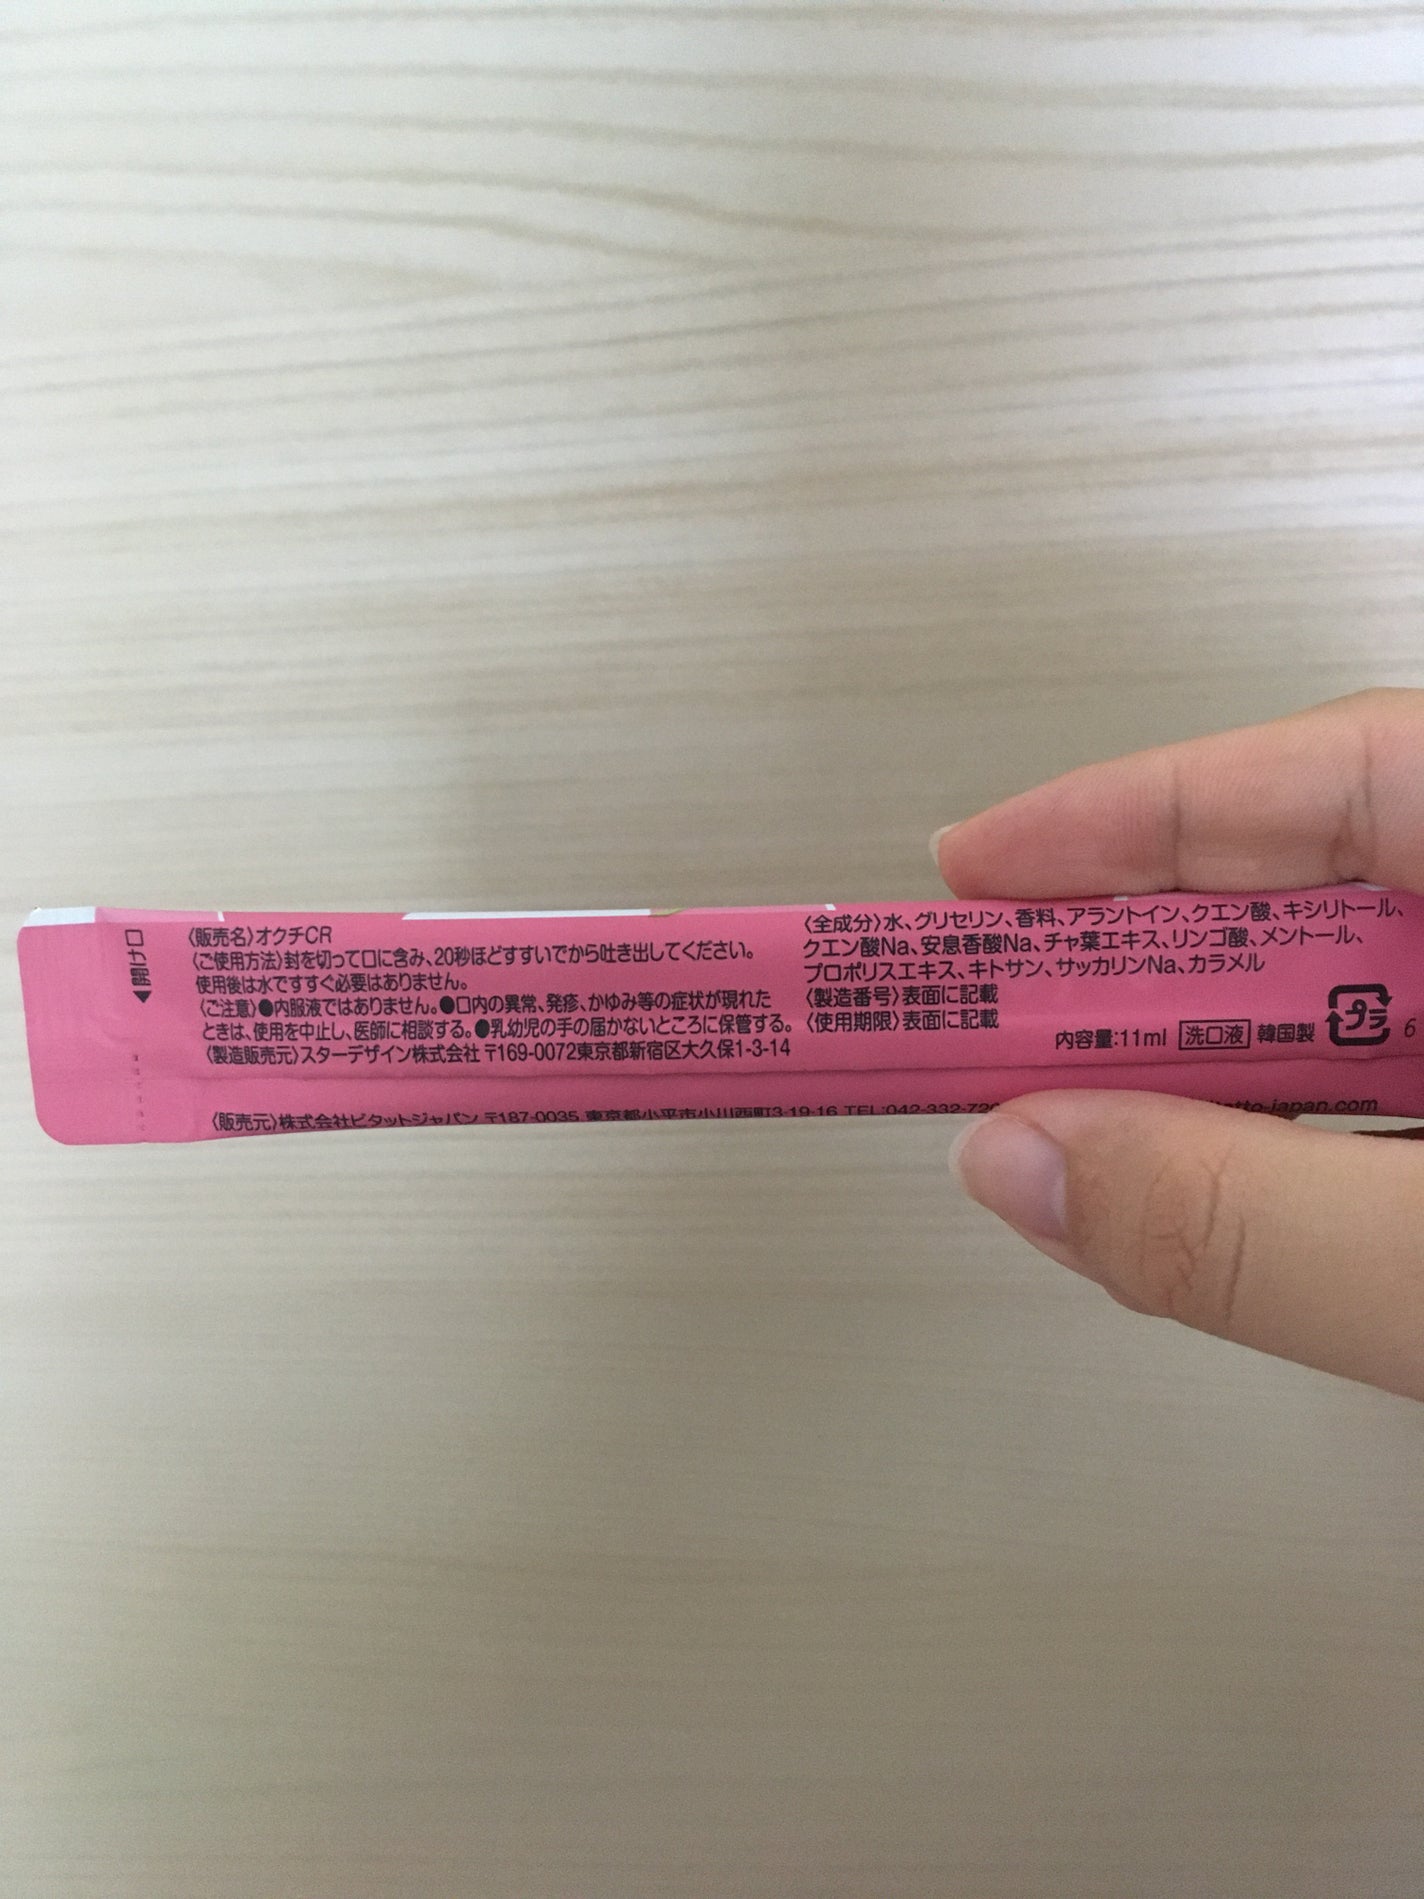 開け口
〈販売名〉オクチCR
〈ご使用方法〉封を切って口に含み、20秒ほどすすいでから吐き出してください。
使用後は水ですすぐ必要はありません。
〈ご注意〉●内服液ではありません。●口内の異常、発疹、かゆみ等の症状が現れた
ときは、使用を中止し、医師に相談する。●乳幼児の手の届かないところに保管する。
〈製造販売元〉スターデザイン株式会社 〒169-0072東京都新宿区大久保1-3-14
〈全成分〉水、グリセリン、香料、アラントイン、クエン酸、キシリトール、
クエン酸Na、安息香酸Na、チャ葉エキス、リンゴ酸、メントール、
プロポリスエキス、キトサン、サッカリンNa、カラメル
〈製造番号〉表面に記載
〈使用期限〉表面に記載
内容量:11ml 洗口液 韓国製 プラ
6
〈販売元〉株式会社ビタットジャパン 〒187-0035 東京都小平市小川西町3-19-16 TEL:042-332-72
tto-japan.com